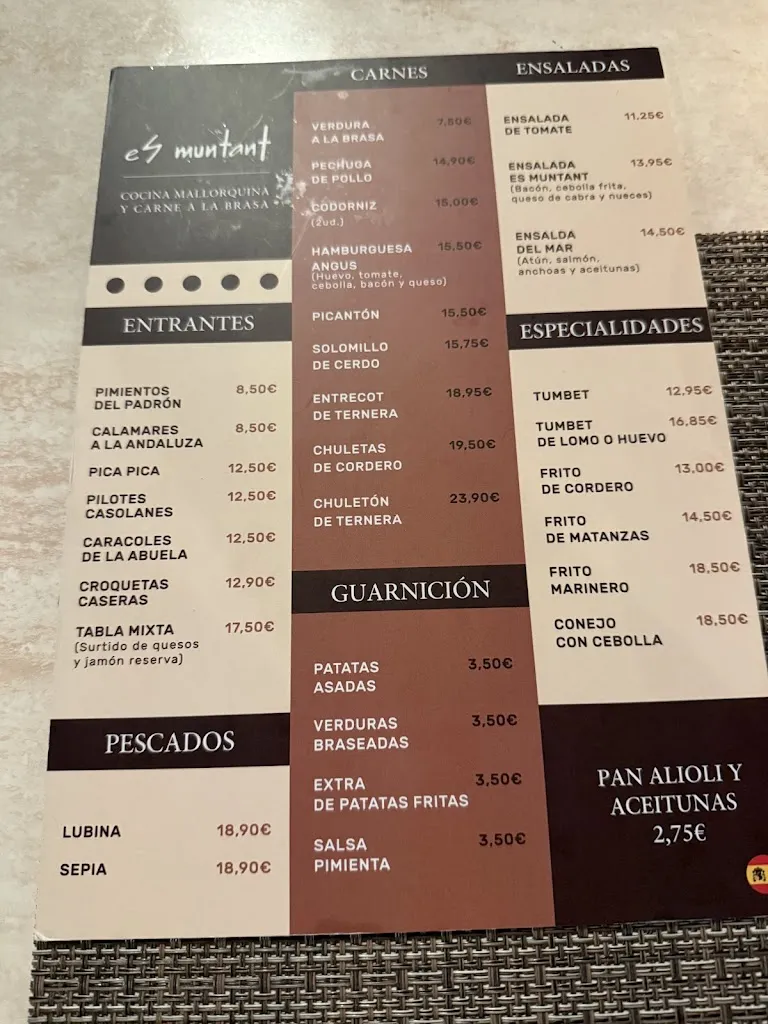 es muntant
COCINA MALLORQUINA
Y CARNE A LA BRASA
ENTRANTES
PIMIENTOS 8,50€
DEL PADRÓN
CALAMARES 8,50€
A LA ANDALUZA
PICA PICA 12,50€
PILOTES 12,50€
CASOLANES
CARACOLES 12,50€
DE LA ABUELA
CROQUETAS 12,90€
CASERAS
TABLA MIXTA 17,50€
(Surtido de quesos
y jamón reserva)
PESCADOS
LUBINA 18,90€
SEPIA 18,90€
CARNES
VERDURA 7,50€
A LA BRASA
PECHUGA 14,90€
DE POLLO
CODORNIZ 15,00€
(2ud.)
HAMBURGUESA 15,50€
ANGUS
(Huevo, tomate,
cebolla, bacón y queso)
PICANTÓN 15,50€
SOLOMILLO 15,75€
DE CERDO
ENTRECOT 18,95€
DE TERNERA
CHULETAS 19,50€
DE CORDERO
CHULETÓN 23,90€
DE TERNERA
GUARNICIÓN
PATATAS 3,50€
ASADAS
VERDURAS 3,50€
BRASEADAS
EXTRA 3,50€
DE PATATAS FRITAS
SALSA 3,50€
PIMIENTA
ENSALADAS
ENSALADA 11,25€
DE TOMATE
ENSALADA 13,95€
ES MUNTANT
(Bacón, cebolla frita,
queso de cabra y nueces)
ENSALDA 14,50€
DEL MAR
(Atún, salmón,
anchoas y aceitunas)
ESPECIALIDADES
TUMBET 12,95€
TUMBET 16,85€
DE LOMO O HUEVO
FRITO 13,00€
DE CORDERO
FRITO 14,50€
DE MATANZAS
FRITO 18,50€
MARINERO
CONEJO 18,50€
CON CEBOLLA
PAN ALIOLI Y
ACEITUNAS
2,75€